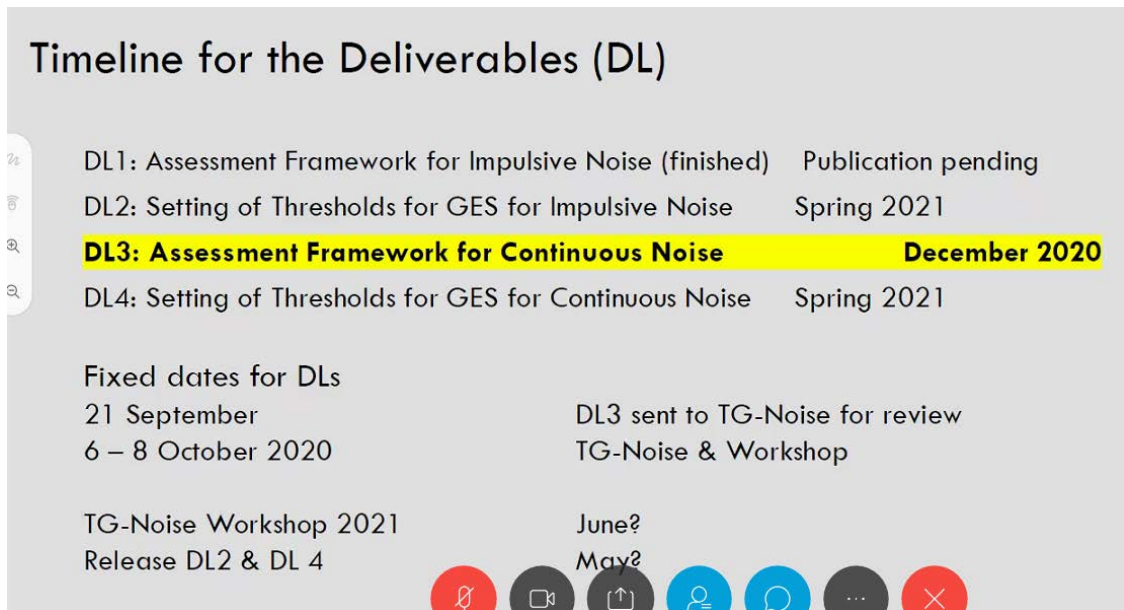 Timeline for the Deliverables (DL)
DL1: Assessment Framework for Impulsive Noise (finished) Publication pending
DL2: Setting of Thresholds for GES for Impulsive Noise Spring 2021
DL3: Assessment Framework for Continuous Noise December 2020
DL4: Setting of Thresholds for GES for Continuous Noise Spring 2021
Fixed dates for DLs
21 September DL3 sent to TG-Noise for review
6 – 8 October 2020 TG-Noise & Workshop
TG-Noise Workshop 2021 June?
Release DL2 & DL 4 May?